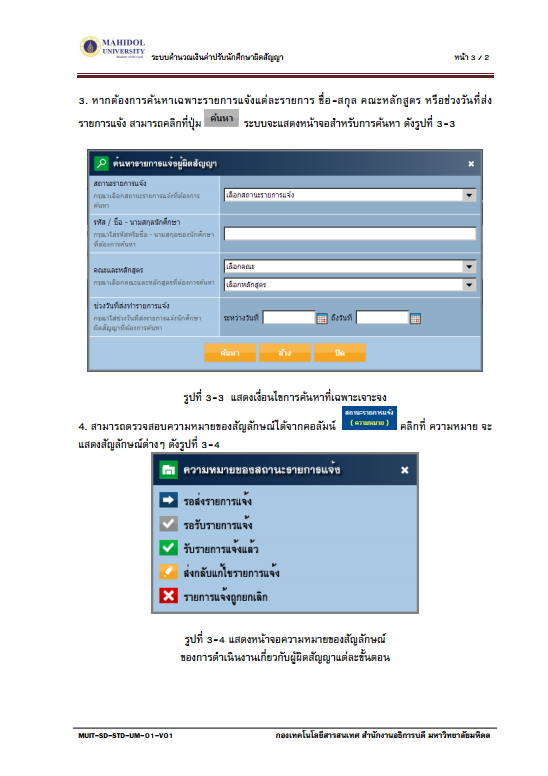 MAHIDOL
UNIVERSITY
ระบบคำนวณเงินค่าปรับนักศึกษาผิดสัญญา
หน้า 3 / 2
3. หากต้องการค้นหาเฉพาะรายการแจ้งแต่ละรายการ ชื่อ-สกุล คณะหลักสูตร หรือช่วงวันที่ส่ง
รายการแจ้ง สามารถคลิกที่ปุ่ม ค้นหา ระบบจะแสดงหน้าจอสำหรับการค้นหา ดังรูปที่ 3-3
ค้นหารายการแจ้งผู้ผิดสัญญา
สถานะรายการแจ้ง
กรุณาเลือกสถานะรายการแจ้งที่ต้องการ
ค้นหา
เลือกสถานะรายการแจ้ง
รหัส / ชื่อ - นามสกุลนักศึกษา
กรุณาใส่รหัสหรือชื่อ - นามสกุลของนักศึกษา
ที่ต้องการค้นหา
คณะและหลักสูตร
กรุณาเลือกคณะและหลักสูตรที่ต้องการค้นหา
เลือกคณะ
เลือกหลักสูตร
ช่วงวันที่ส่งทำรายการแจ้ง
กรุณาใส่ช่วงวันที่ส่งรายการแจ้งนักศึกษา
ผิดสัญญาที่ต้องการค้นหา
ระหว่างวันที่ ถึงวันที่
ค้นหา ล้าง ปิด
รูปที่ 3-3 แสดงเงื่อนไขการค้นหาที่เฉพาะเจาะจง
4. สามารถตรวจสอบความหมายของสัญลักษณ์ได้จากคอลัมน์ สถานะรายการแจ้ง ( ความหมาย ) คลิกที่ ความหมาย จะ
แสดงสัญลักษณ์ต่างๆ ดังรูปที่ 3-4
ความหมายของสถานะรายการแจ้ง
รอส่งรายการแจ้ง
รอรับรายการแจ้ง
รับรายการแจ้งแล้ว
ส่งกลับแก้ไขรายการแจ้ง
รายการแจ้งถูกยกเลิก
รูปที่ 3-4 แสดงหน้าจอความหมายของสัญลักษณ์
ของการดำเนินงานเกี่ยวกับผู้ผิดสัญญาแต่ละขั้นตอน
MUIT-SD-STD-UM-01-V01
กองเทคโนโลยีสารสนเทศ สำนักงานอธิการบดี มหาวิทยาลัยมหิดล